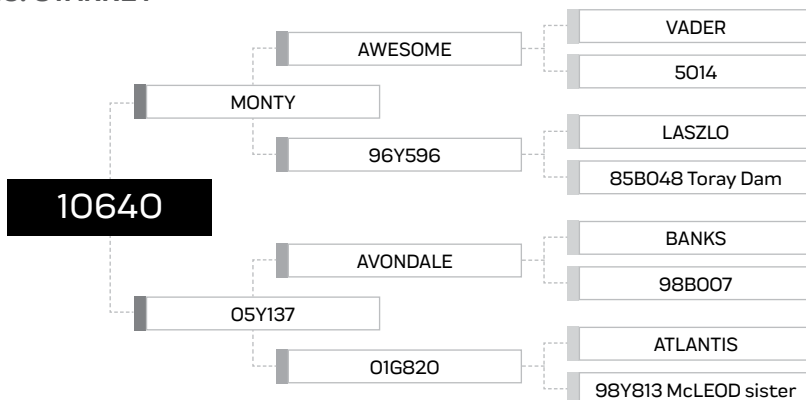 VADER
AWESOME
5014
MONTY
LASZLO
96Y596
85B048 Toray Dam
10640
BANKS
AVONDALE
98B007
05Y137
ATLANTIS
01G820
98Y813 McLEOD sister